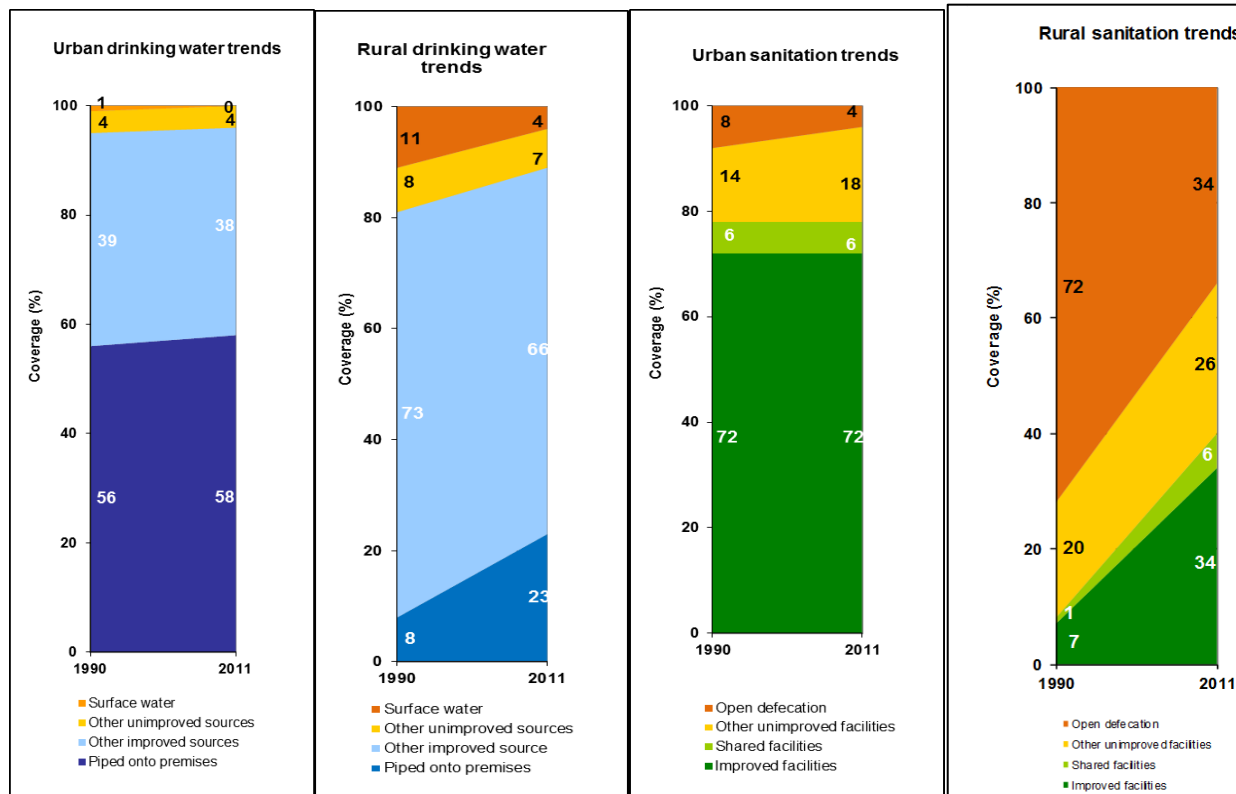 Urban drinking water trends
Coverage (%)
100
80
60
40
20
0
1
0
4
4
39
38
56
58
1990
2011
Surface water
Other unimproved sources
Other improved sources
Piped onto premises
Rural drinking water
trends
100
80
60
40
20
0
11
4
8
7
73
66
8
23
1990
2011
Surface water
Other unimproved sources
Other improved source
Piped onto premises
Urban sanitation trends
Coverage (%)
100
80
60
40
20
0
8
4
14
18
6
6
72
72
1990
2011
Open defecation
Other unimproved facilities
Shared facilities
Improved facilities
Rural sanitation trends
Coverage (%)
100
80
60
40
20
0
72
34
20
26
1
6
7
34
1990
2011
Open defecation
Other unimproved facilities
Shared facilities
Improved facilities